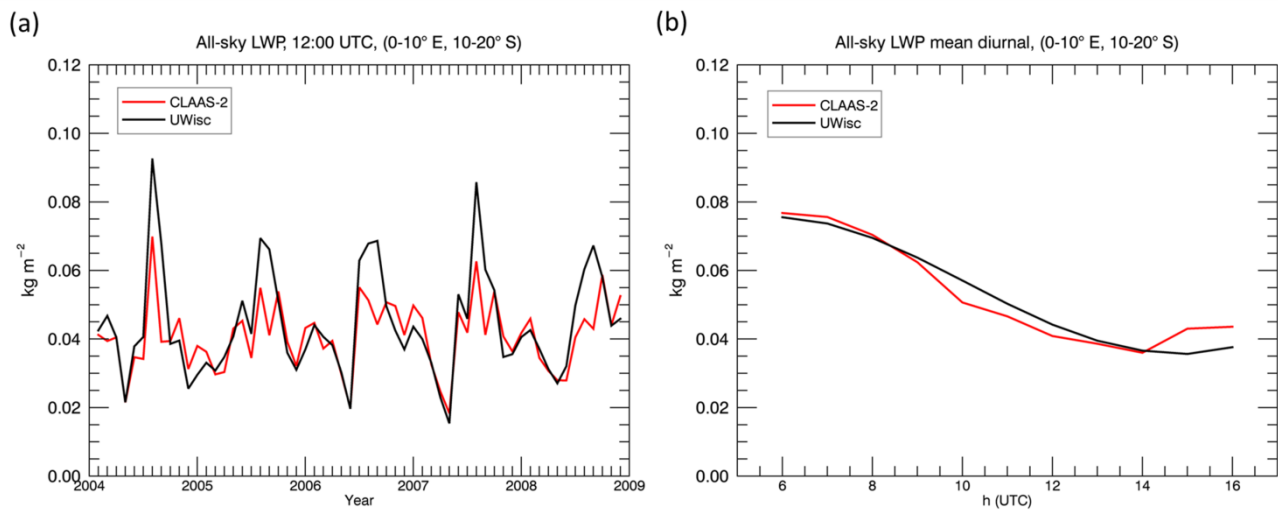 (a)
All-sky LWP, 12:00 UTC, (0-10° E, 10-20° S)
0.12
0.10
0.08
0.06
0.04
0.02
0.00
kg m⁻²
CLAAS-2
UWisc
2004 2005 2006 2007 2008 2009
Year
(b)
All-sky LWP mean diurnal, (0-10° E, 10-20° S)
0.12
0.10
0.08
0.06
0.04
0.02
0.00
kg m⁻²
CLAAS-2
UWisc
6 8 10 12 14 16
h (UTC)